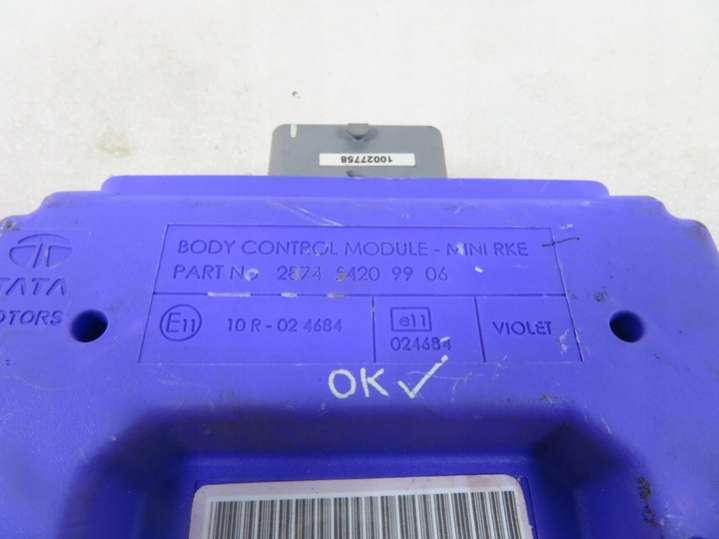 10027758
BODY CONTROL MODULE - MINI RKE
PART No 2874 5420 99 06
TATA
MOTORS
E11 10 R - 02 4684 e11 VIOLET
024684
OK✓